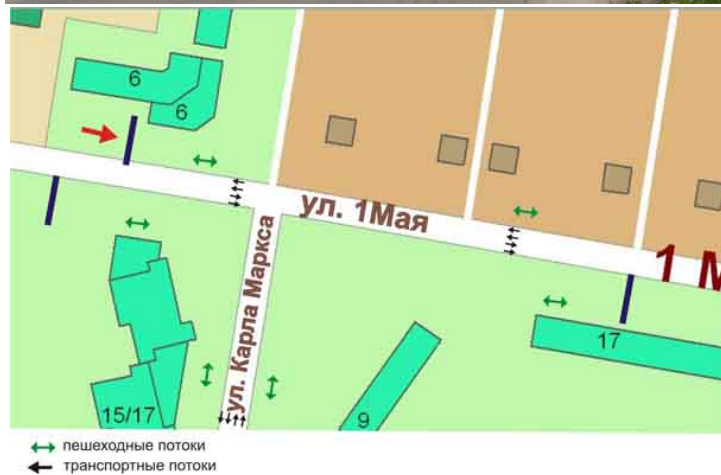 6
6
ул. 1Мая
1 М
ул. Карла Маркса
17
15/17
9
пешеходные потоки
транспортные потоки